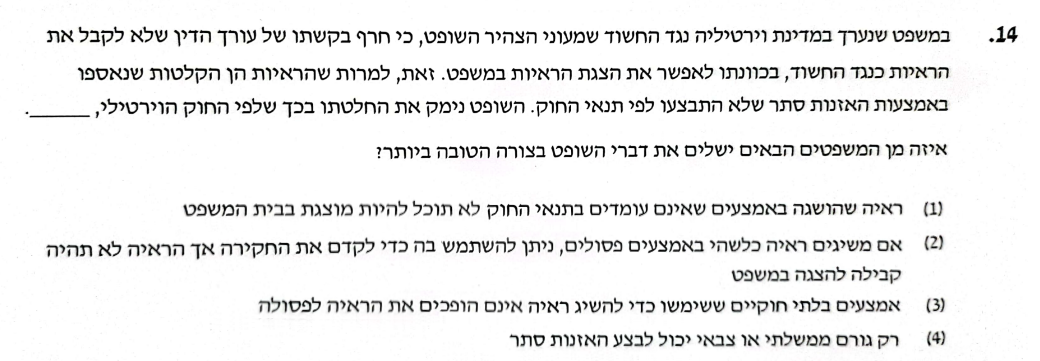 14. במשפט שנערך במדינת וירטיליה נגד החשוד שמעוני הצהיר השופט, כי חרף בקשתו של עורך הדין שלא לקבל את
הראיות כנגד החשוד, בכוונתו לאפשר את הצגת הראיות במשפט. זאת, למרות שהראיות הן הקלטות שנאספו
באמצעות האזנות סתר שלא התבצעו לפי תנאי החוק. השופט נימק את החלטתו בכך שלפי החוק הוירטילי, ______.
איזה מן המשפטים הבאים ישלים את דברי השופט בצורה הטובה ביותר?
(1) ראיה שהושגה באמצעים שאינם עומדים בתנאי החוק לא תוכל להיות מוצגת בבית המשפט
(2) אם משיגים ראיה כלשהי באמצעים פסולים, ניתן להשתמש בה כדי לקדם את החקירה אך הראיה לא תהיה
קבילה להצגה במשפט
(3) אמצעים בלתי חוקיים ששימשו כדי להשיג ראיה אינם הופכים את הראיה לפסולה
(4) רק גורם ממשלתי או צבאי יכול לבצע האזנות סתר